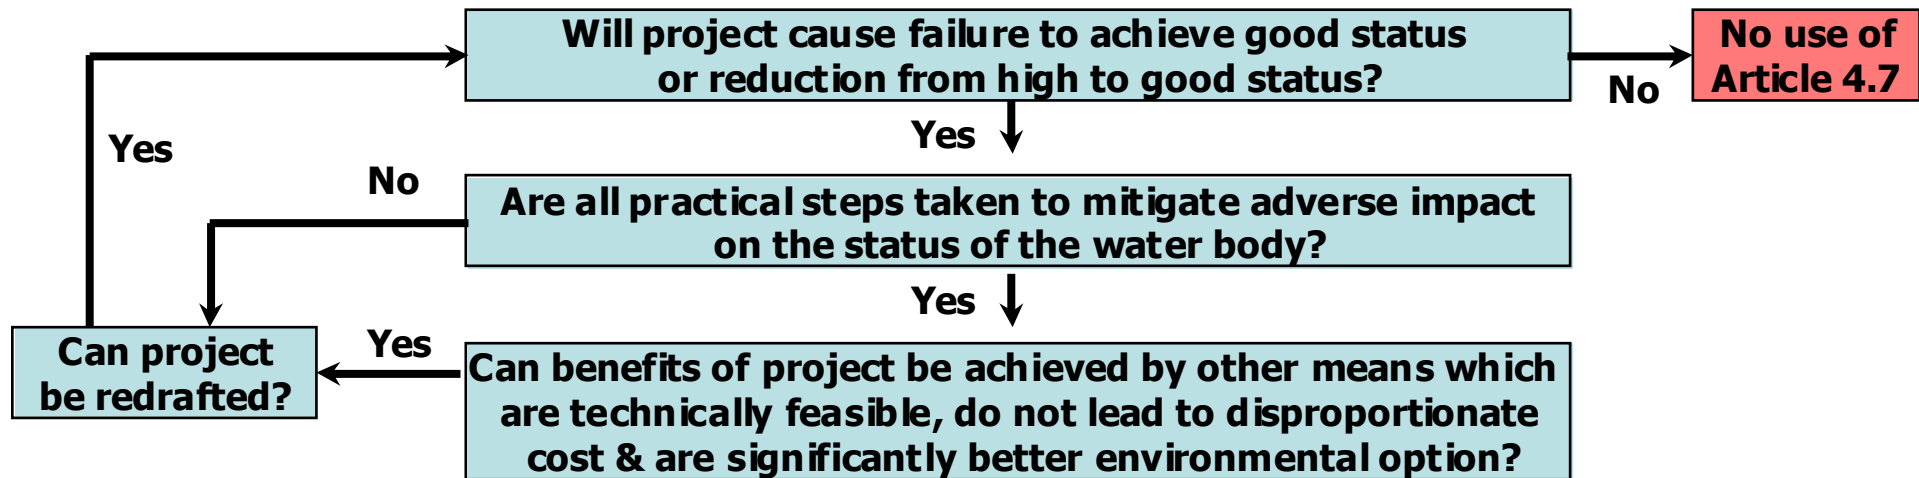 Will project cause failure to achieve good status
or reduction from high to good status?
No use of
Article 4.7
No
Yes
Yes
No
Are all practical steps taken to mitigate adverse impact
on the status of the water body?
Yes
Can project
be redrafted?
Yes
Can benefits of project be achieved by other means which
are technically feasible, do not lead to disproportionate
cost & are significantly better environmental option?